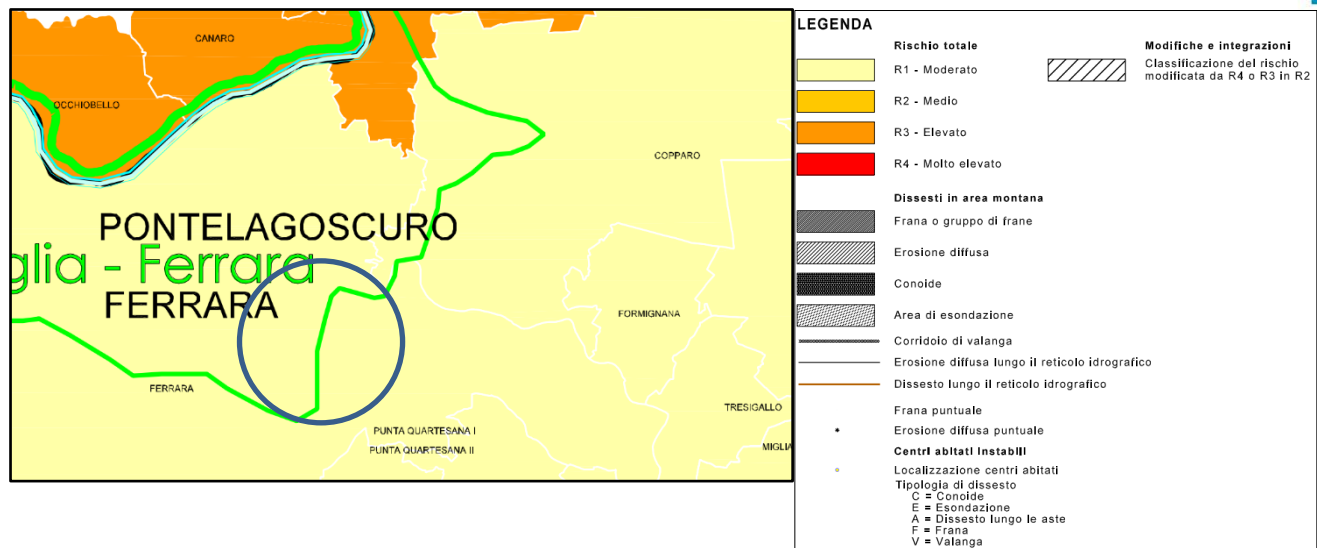 CANARO
OCCHIOBELLO
COPPARO
PONTELAGOSCURO
glia - Ferrara
FERRARA
FORMIGNANA
FERRARA
TRESIGALLO
PUNTA QUARTESANA I
PUNTA QUARTESANA II
MIGLIA
LEGENDA
Rischio totale
R1 - Moderato
R2 - Medio
R3 - Elevato
R4 - Molto elevato
Modifiche e integrazioni
Classificazione del rischio
modificata da R4 o R3 in R2
Dissesti in area montana
Frana o gruppo di frane
Erosione diffusa
Conoide
Area di esondazione
Corridoio di valanga
Erosione diffusa lungo il reticolo idrografico
Dissesto lungo il reticolo idrografico
Frana puntuale
Erosione diffusa puntuale
Centri abitati instabili
Localizzazione centri abitati
Tipologia di dissesto
C = Conoide
E = Esondazione
A = Dissesto lungo le aste
F = Frana
V = Valanga